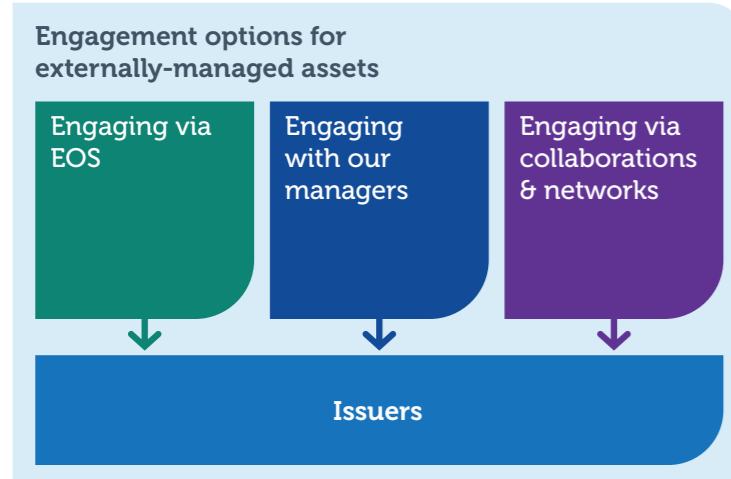 Engagement options for
externally-managed assets
Engaging via
EOS
Engaging
with our
managers
Engaging via
collaborations
& networks
Issuers